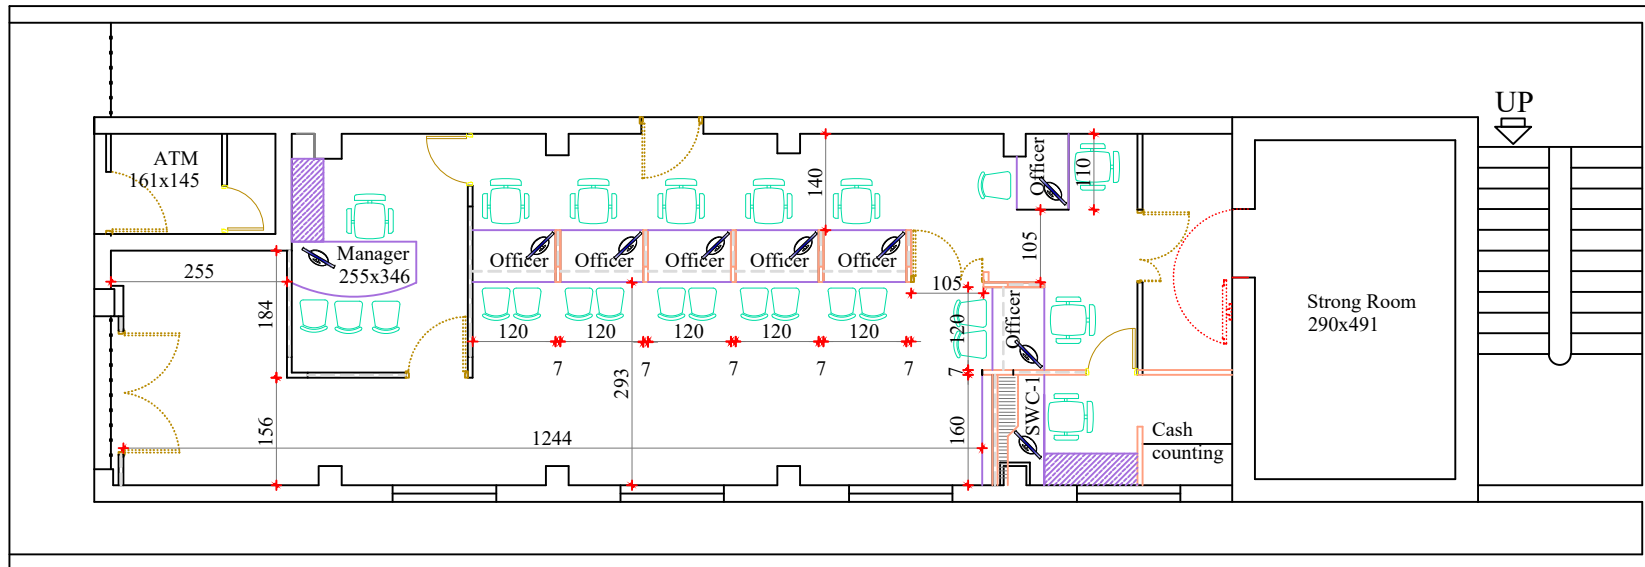 UP
ATM
161x145
Officer
110
140
105
Manager
255x346
Officer
Officer
Officer
Officer
Officer
255
184
105
120
120
120
120
120
120
Officer
7
7
7
7
7
7
293
Strong Room
290x491
156
1244
160
SWC-1
Cash
counting